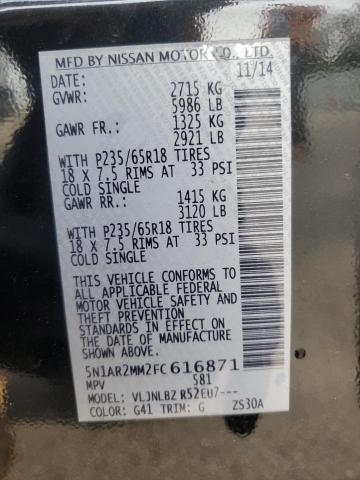 MFD BY NISSAN MOTOR CO., LTD.
DATE: 11/14
GVWR: 2715 KG
5986 LB
GAWR FR.: 1325 KG
2921 LB
WITH P235/65R18 TIRES
18 X 7.5 RIMS AT 33 PSI
COLD SINGLE
GAWR RR.: 1415 KG
3120 LB
WITH P235/65R18 TIRES
18 X 7.5 RIMS AT 33 PSI
COLD SINGLE
THIS VEHICLE CONFORMS TO
ALL APPLICABLE FEDERAL
MOTOR VEHICLE SAFETY AND
THEFT PREVENTION
STANDARDS IN EFFECT ON
THE DATE OF MANUFACTURE
SHOWN ABOVE.
5N1AR2MM2FC616871
MPV 581
MODEL: VLJNLBZ R52EU7---
COLOR: G41 TRIM: G ZS30A